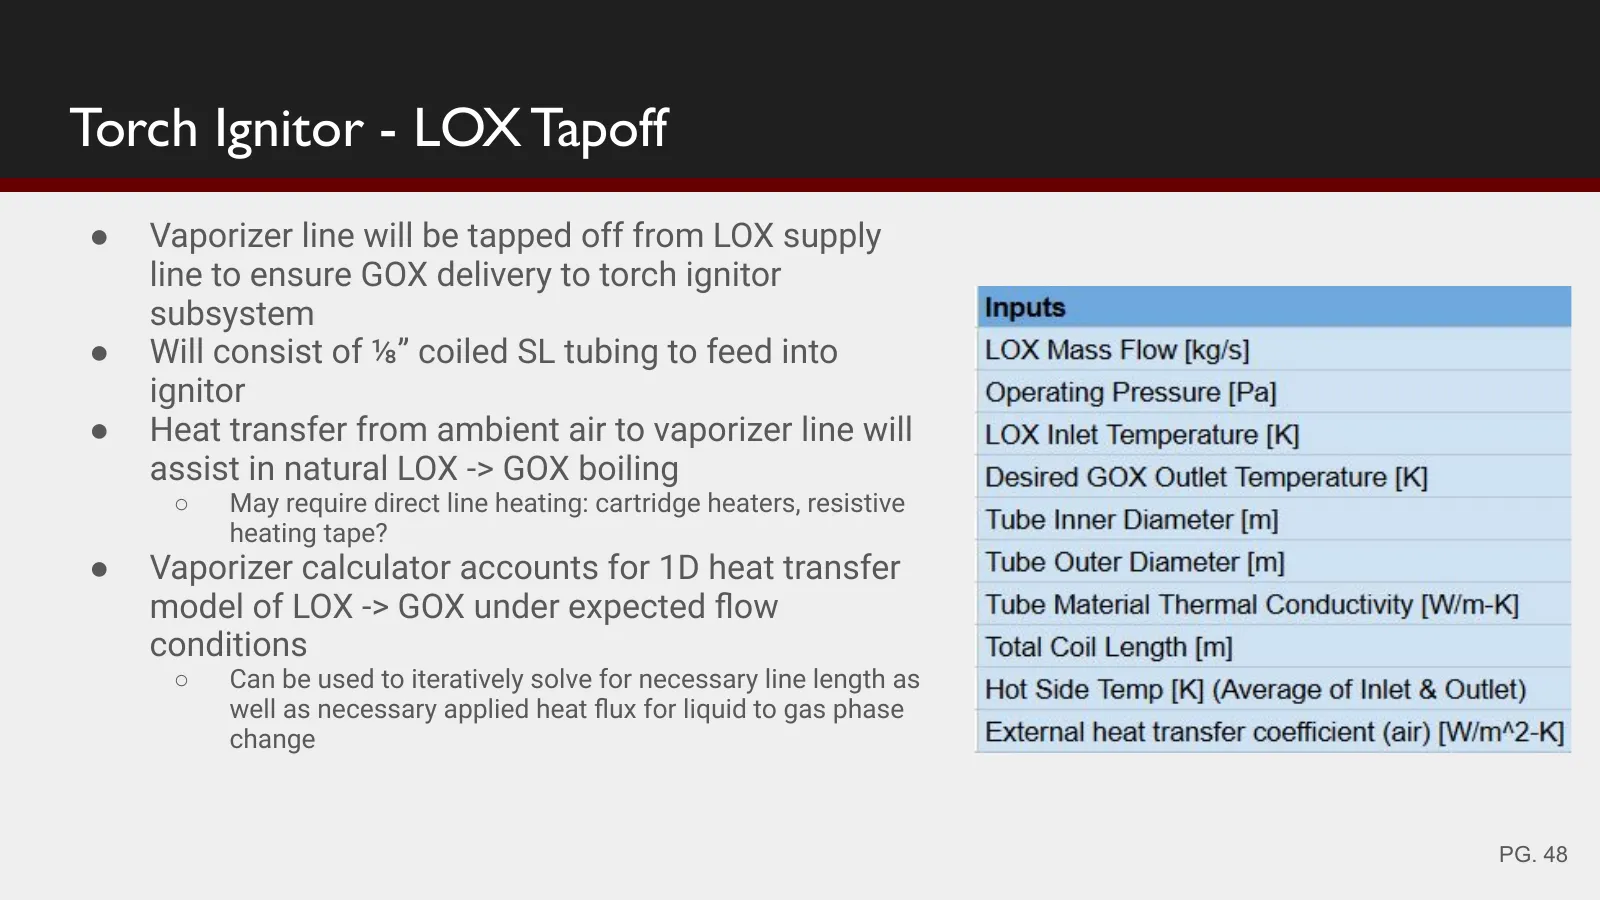 Torch Ignitor - LOX Tapoff
● Vaporizer line will be tapped off from LOX supply
line to ensure GOX delivery to torch ignitor
subsystem
● Will consist of ⅛” coiled SL tubing to feed into
ignitor
● Heat transfer from ambient air to vaporizer line will
assist in natural LOX -> GOX boiling
○ May require direct line heating: cartridge heaters, resistive
heating tape?
● Vaporizer calculator accounts for 1D heat transfer
model of LOX -> GOX under expected flow
conditions
○ Can be used to iteratively solve for necessary line length as
well as necessary applied heat flux for liquid to gas phase
change
Inputs
LOX Mass Flow [kg/s]
Operating Pressure [Pa]
LOX Inlet Temperature [K]
Desired GOX Outlet Temperature [K]
Tube Inner Diameter [m]
Tube Outer Diameter [m]
Tube Material Thermal Conductivity [W/m-K]
Total Coil Length [m]
Hot Side Temp [K] (Average of Inlet & Outlet)
External heat transfer coefficient (air) [W/m^2-K]
PG. 48